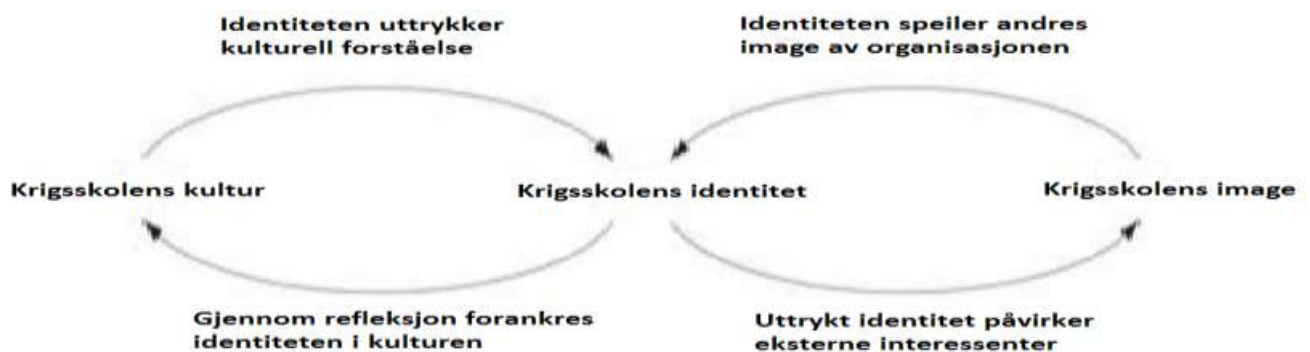 Identiteten uttrykker
kulturell forståelse
Identiteten speiler andres
image av organisasjonen
Krigsskolens kultur
Krigsskolens identitet
Krigsskolens image
Gjennom refleksjon forankres
identiteten i kulturen
Uttrykt identitet påvirker
eksterne interessenter